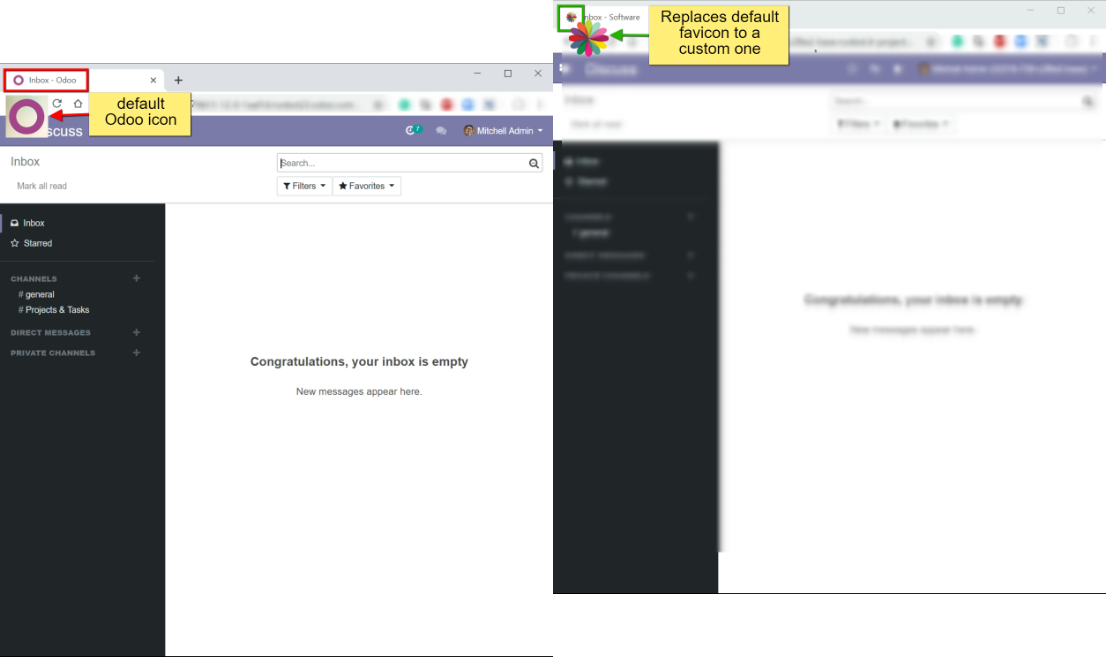 Inbox - Odoo
default
Odoo icon
scuss
7
Mitchell Admin
Inbox
Search...
Mark all read
Filters
Favorites
Inbox
Starred
CHANNELS
# general
# Projects & Tasks
DIRECT MESSAGES
PRIVATE CHANNELS
Congratulations, your inbox is empty
New messages appear here.
Inbox - Software
Replaces default
favicon to a
custom one
Discuss
Inbox
Search...
Mark all read
Filters
Favorites
Inbox
Starred
CHANNELS
# general
DIRECT MESSAGES
PRIVATE CHANNELS
Congratulations, your inbox is empty
New messages appear here.